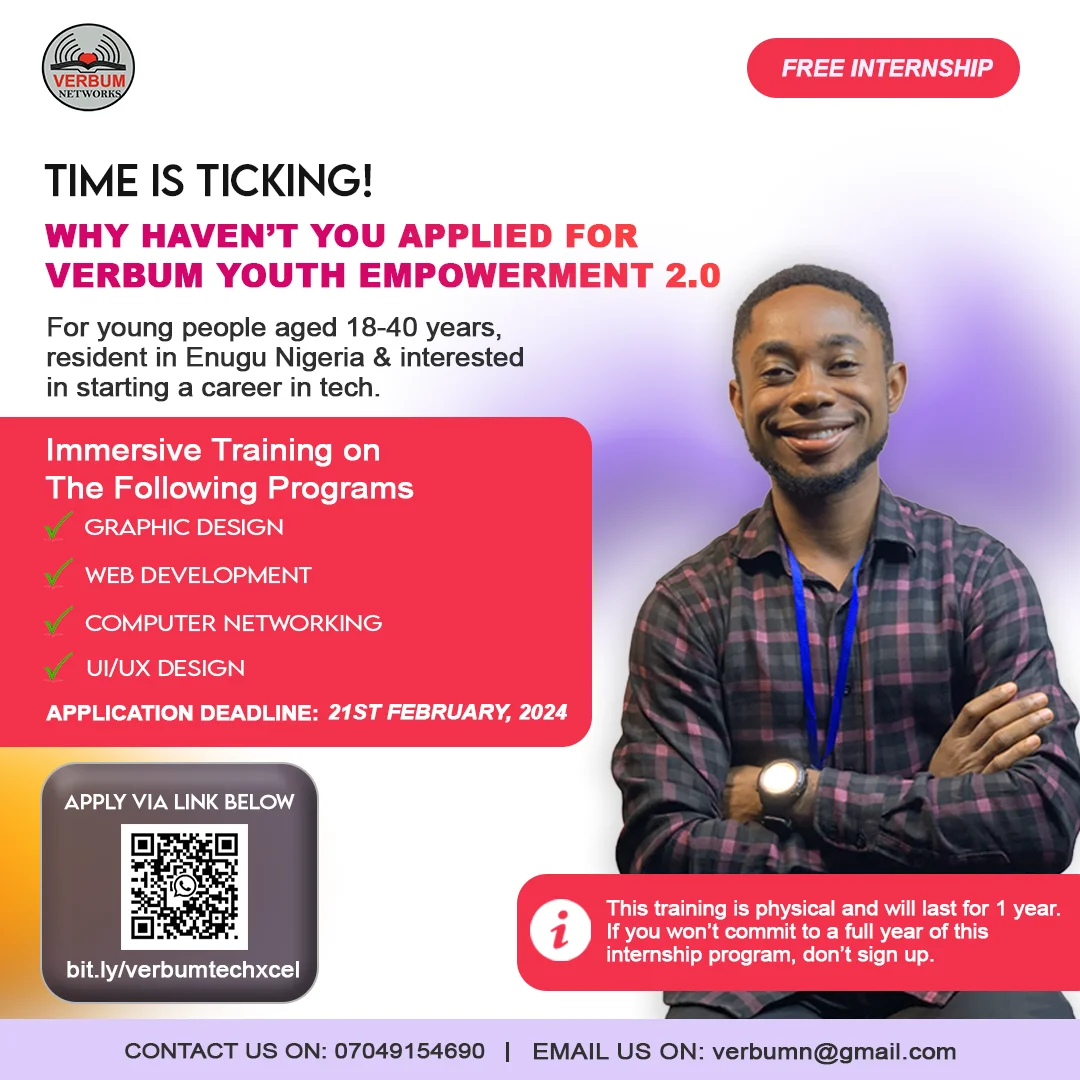 VERBUM
NETWORKS
FREE INTERNSHIP
TIME IS TICKING!
WHY HAVEN'T YOU APPLIED FOR
VERBUM YOUTH EMPOWERMENT 2.0
For young people aged 18-40 years,
resident in Enugu Nigeria & interested
in starting a career in tech.
Immersive Training on
The Following Programs
GRAPHIC DESIGN
WEB DEVELOPMENT
COMPUTER NETWORKING
UI/UX DESIGN
APPLICATION DEADLINE: 21ST FEBRUARY, 2024
APPLY VIA LINK BELOW
bit.ly/verbumtechxcel
i
This training is physical and will last for 1 year.
If you won't commit to a full year of this
internship program, don't sign up.
CONTACT US ON: 07049154690 | EMAIL US ON: verbumn@gmail.com